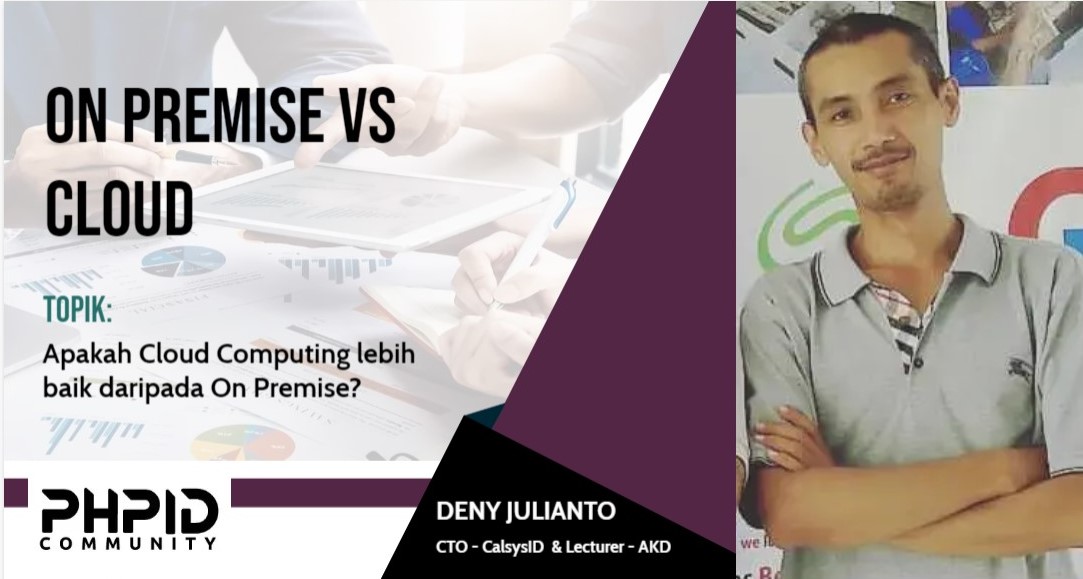 ON PREMISE VS
CLOUD
TOPIK:
Apakah Cloud Computing lebih
baik daripada On Premise?
PHPID
COMMUNITY
DENY JULIANTO
CTO - CalsysID & Lecturer - AKD
we